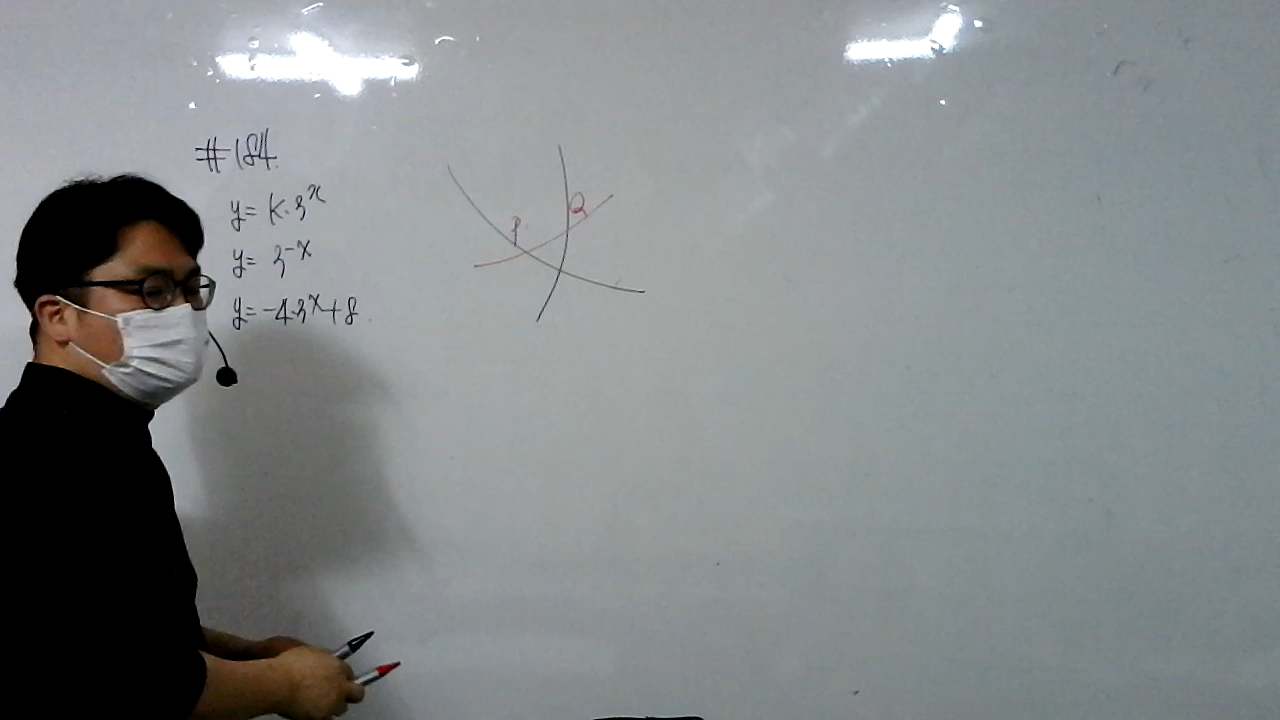 #184.
y= k·3^x
y= 3^-x
y= -4·3^x+8
P
Q